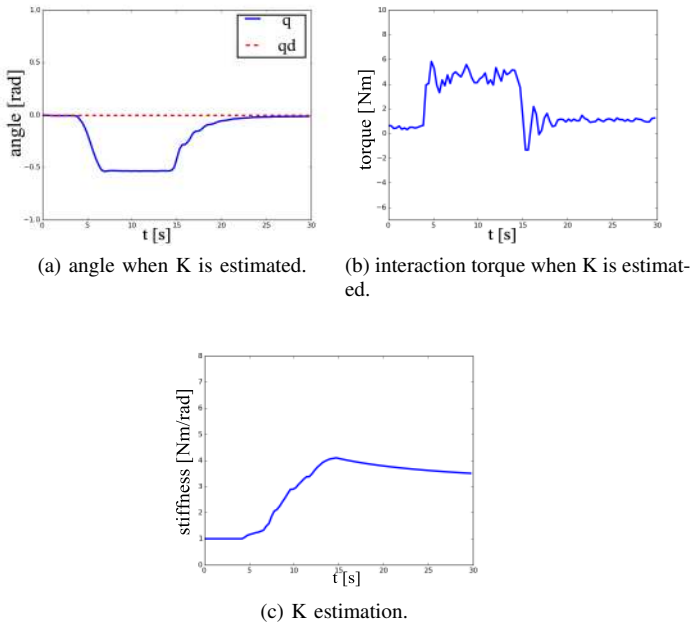 1.0
0.5
0.0
−0.5
−1.0
angle [rad]
q
qd
0 5 10 15 20 25 30
t [s]
(a) angle when K is estimated.
10
8
6
4
2
0
−2
−4
−6
torque [Nm]
0 5 10 15 20 25 30
t [s]
(b) interaction torque when K is estimat-
ed.
8
7
6
5
4
3
2
1
0
stiffness [Nm/rad]
0 5 10 15 20 25 30
t [s]
(c) K estimation.